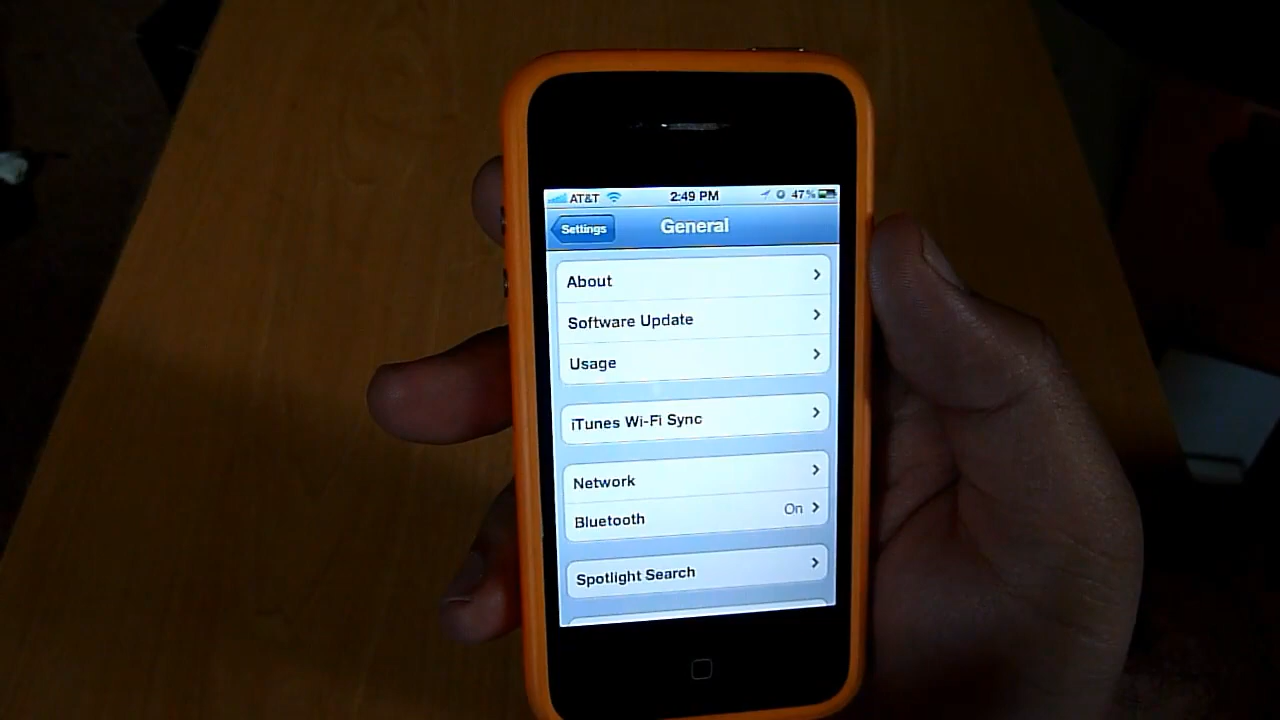 AT&T 2:49 PM 47%
Settings General
About
Software Update
Usage
iTunes Wi-Fi Sync
Network
Bluetooth On
Spotlight Search